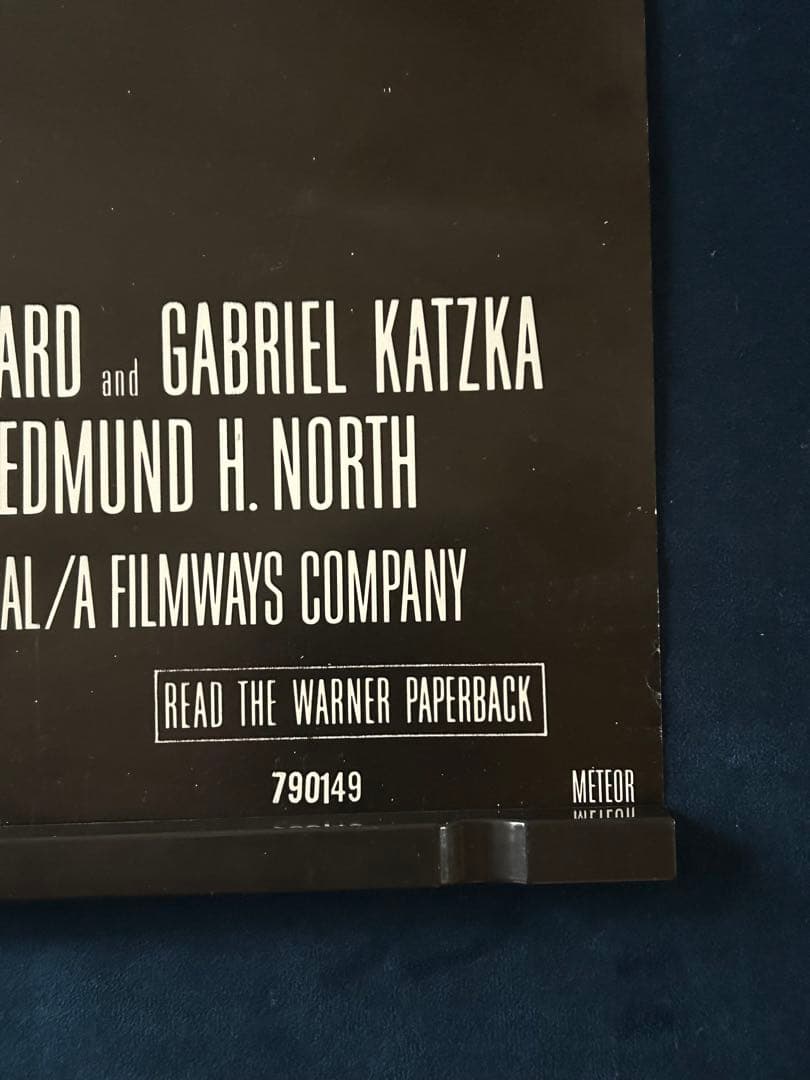 ARD and GABRIEL KATZKA
EDMUND H. NORTH
AL/A FILMWAYS COMPANY
READ THE WARNER PAPERBACK
790149
METEOR